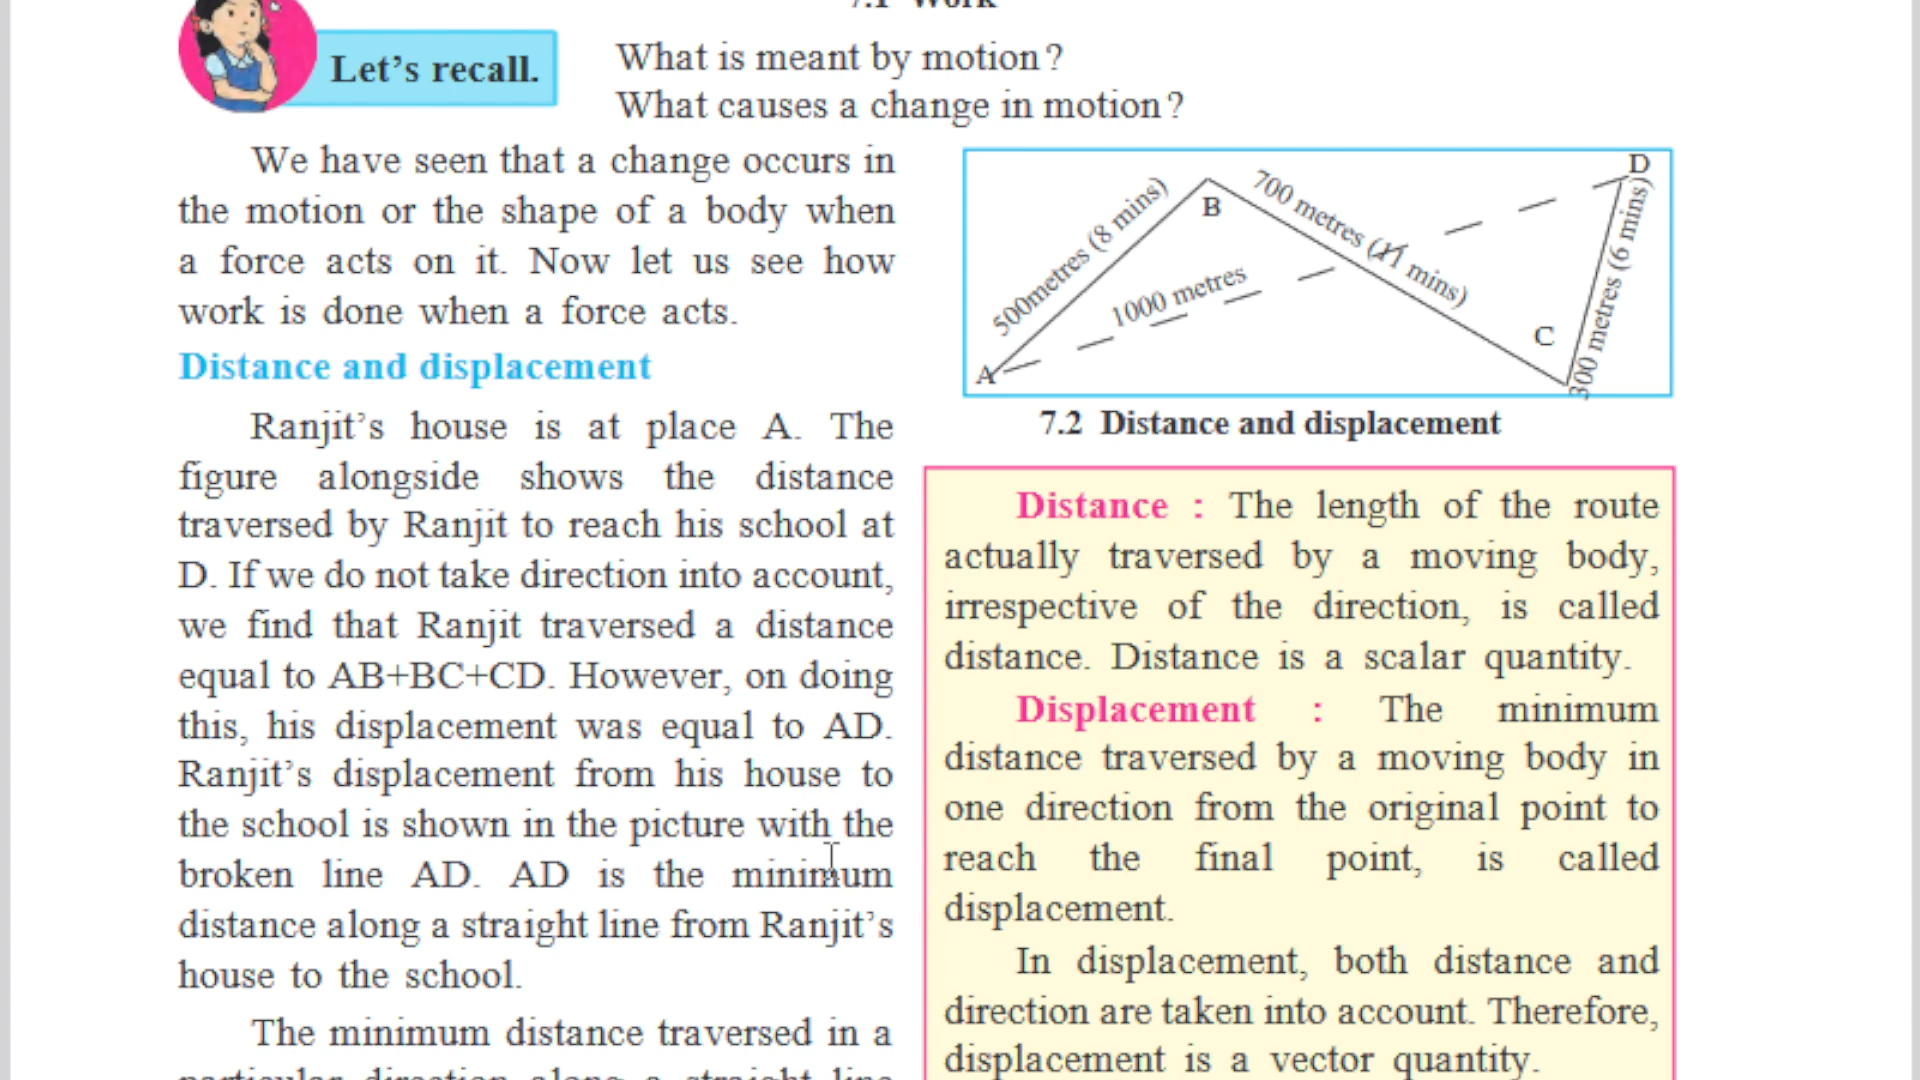 7.1 Work
Let's recall.
What is meant by motion?
What causes a change in motion?
We have seen that a change occurs in
the motion or the shape of a body when
a force acts on it. Now let us see how
work is done when a force acts.
Distance and displacement
Ranjit's house is at place A. The
figure alongside shows the distance
traversed by Ranjit to reach his school at
D. If we do not take direction into account,
we find that Ranjit traversed a distance
equal to AB+BC+CD. However, on doing
this, his displacement was equal to AD.
Ranjit's displacement from his house to
the school is shown in the picture with the
broken line AD. AD is the minimum
distance along a straight line from Ranjit's
house to the school.
The minimum distance traversed in a
particular direction along a straight line
A
500metres (8 mins)
B
700 metres (11 mins)
1000 metres
C
300 metres (6 mins)
D
7.2 Distance and displacement
Distance : The length of the route
actually traversed by a moving body,
irrespective of the direction, is called
distance. Distance is a scalar quantity.
Displacement : The minimum
distance traversed by a moving body in
one direction from the original point to
reach the final point, is called
displacement.
In displacement, both distance and
direction are taken into account. Therefore,
displacement is a vector quantity.